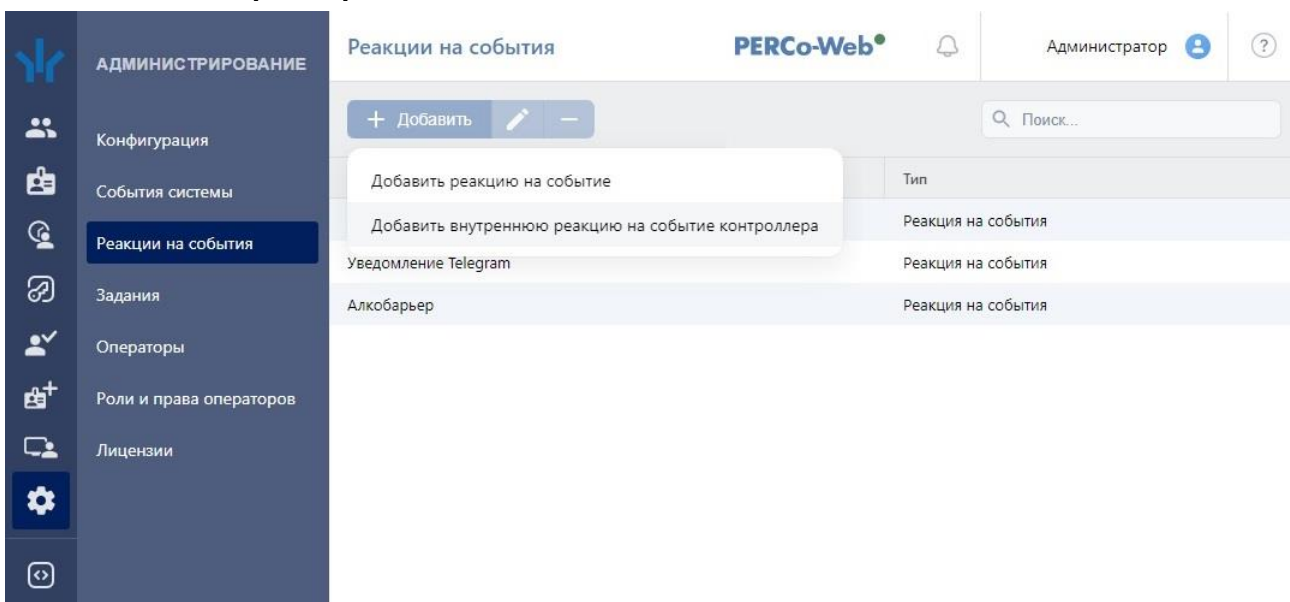 АДМИНИСТРИРОВАНИЕ
Конфигурация
События системы
Реакции на события
Задания
Операторы
Роли и права операторов
Лицензии
Реакции на события
PERCo-Web
Администратор
?
+ Добавить
Поиск...
Добавить реакцию на событие
Добавить внутреннюю реакцию на событие контроллера
Тип
Реакция на события
Уведомление Telegram
Реакция на события
Алкобарьер
Реакция на события